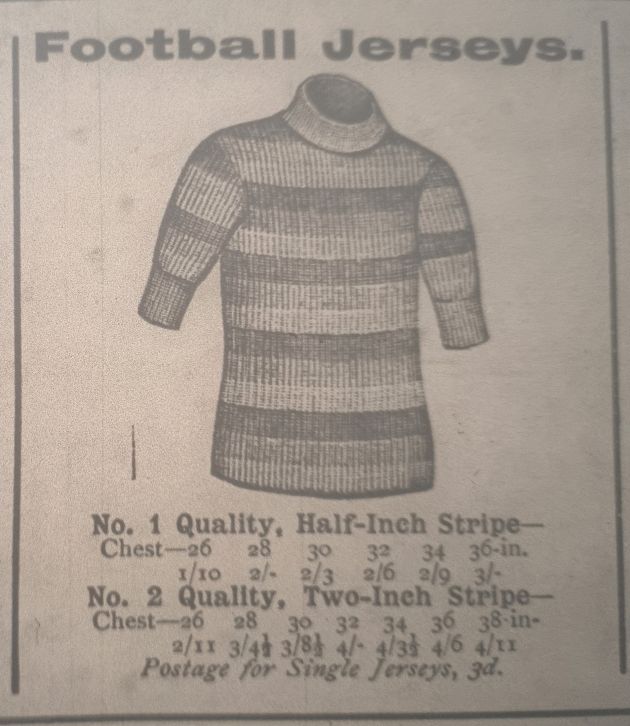 Football Jerseys.
No. 1 Quality, Half-Inch Stripe—
Chest—26 28 30 32 34 36-in.
1/10 2/- 2/3 2/6 2/9 3/-
No. 2 Quality, Two-Inch Stripe—
Chest—26 28 30 32 34 36 38-in-
2/11 3/4½ 3/8½ 4/- 4/3½ 4/6 4/11
Postage for Single Jerseys, 3d.